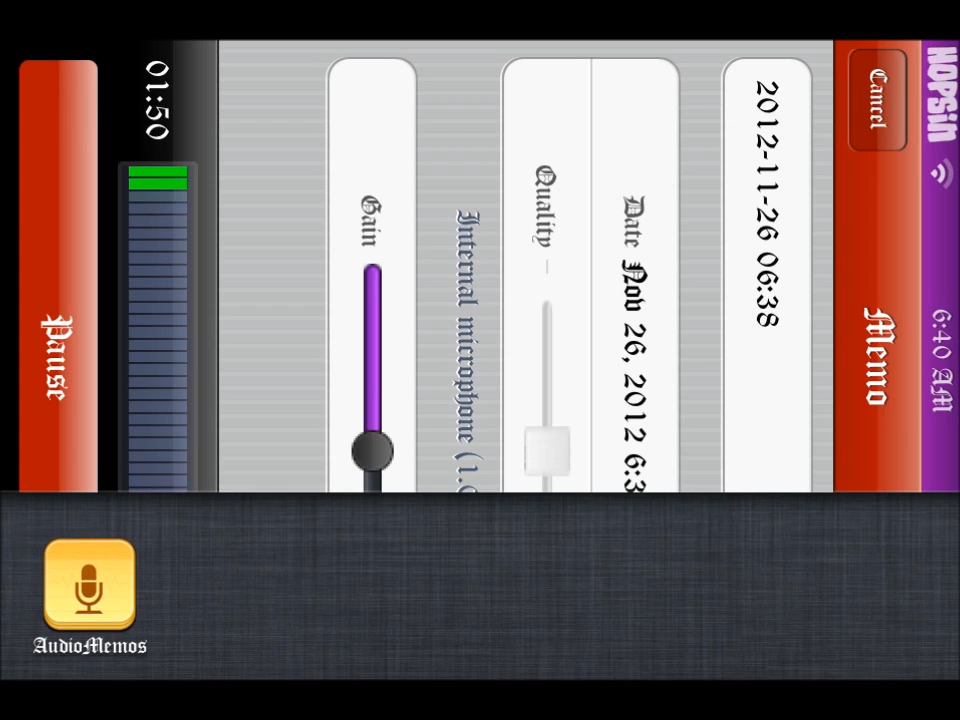 HOPSiN 6:40 AM
Cancel Memo
2012-11-26 06:38
Date Nov 26, 2012 6:3
Quality
Internal microphone (1.0
Gain
01:50
Pause
AudioMemos